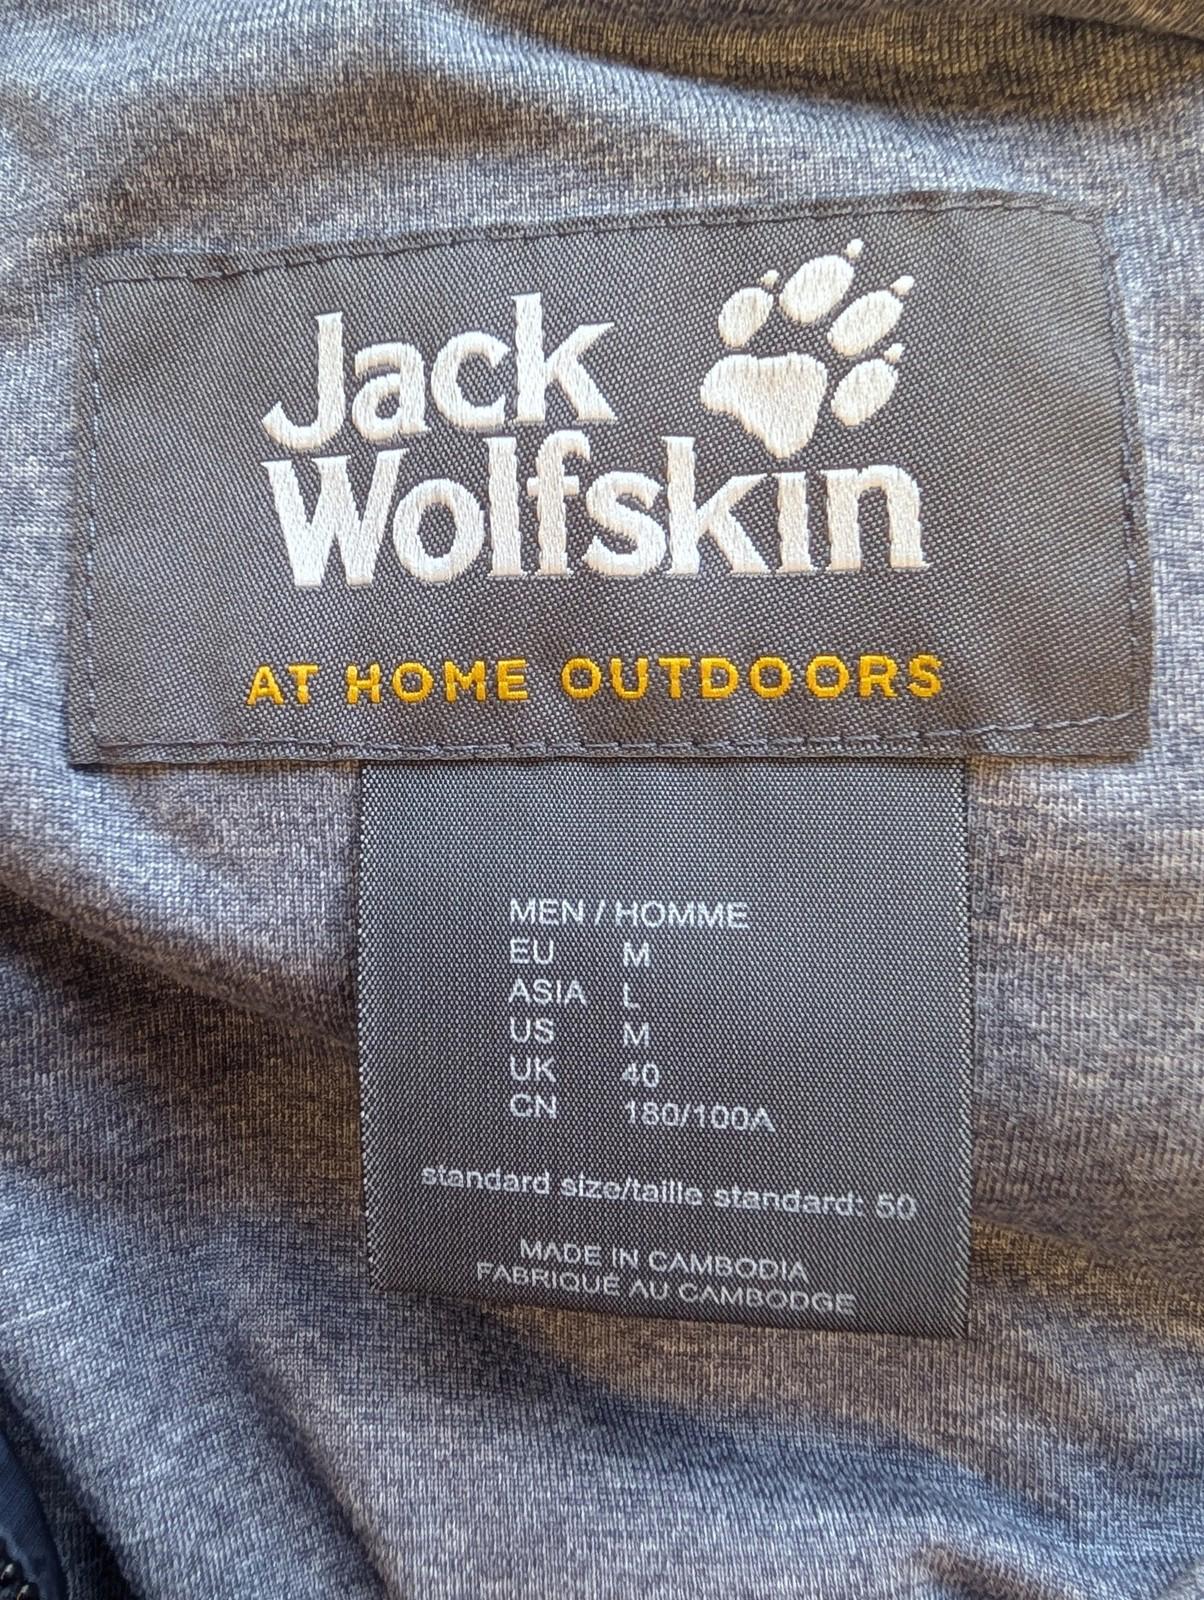 Jack
Wolfskin
AT HOME OUTDOORS
MEN / HOMME
EU M
ASIA L
US M
UK 40
CN 180/100A
standard size/taille standard: 50
MADE IN CAMBODIA
FABRIQUÉ AU CAMBODGE